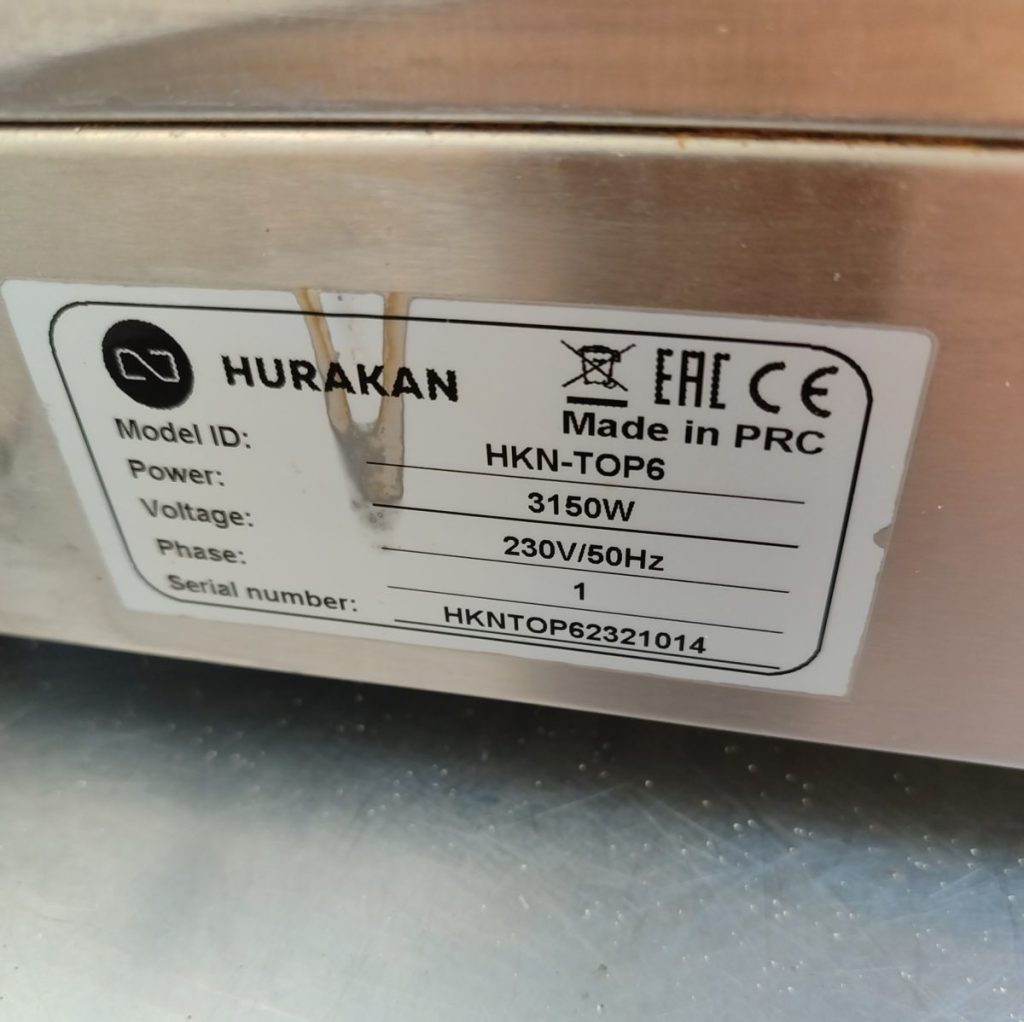 HURAKAN
EAC CE
Made in PRC
Model ID: HKN-TOP6
Power: 3150W
Voltage: 230V/50Hz
Phase: 1
Serial number: HKNTOP62321014